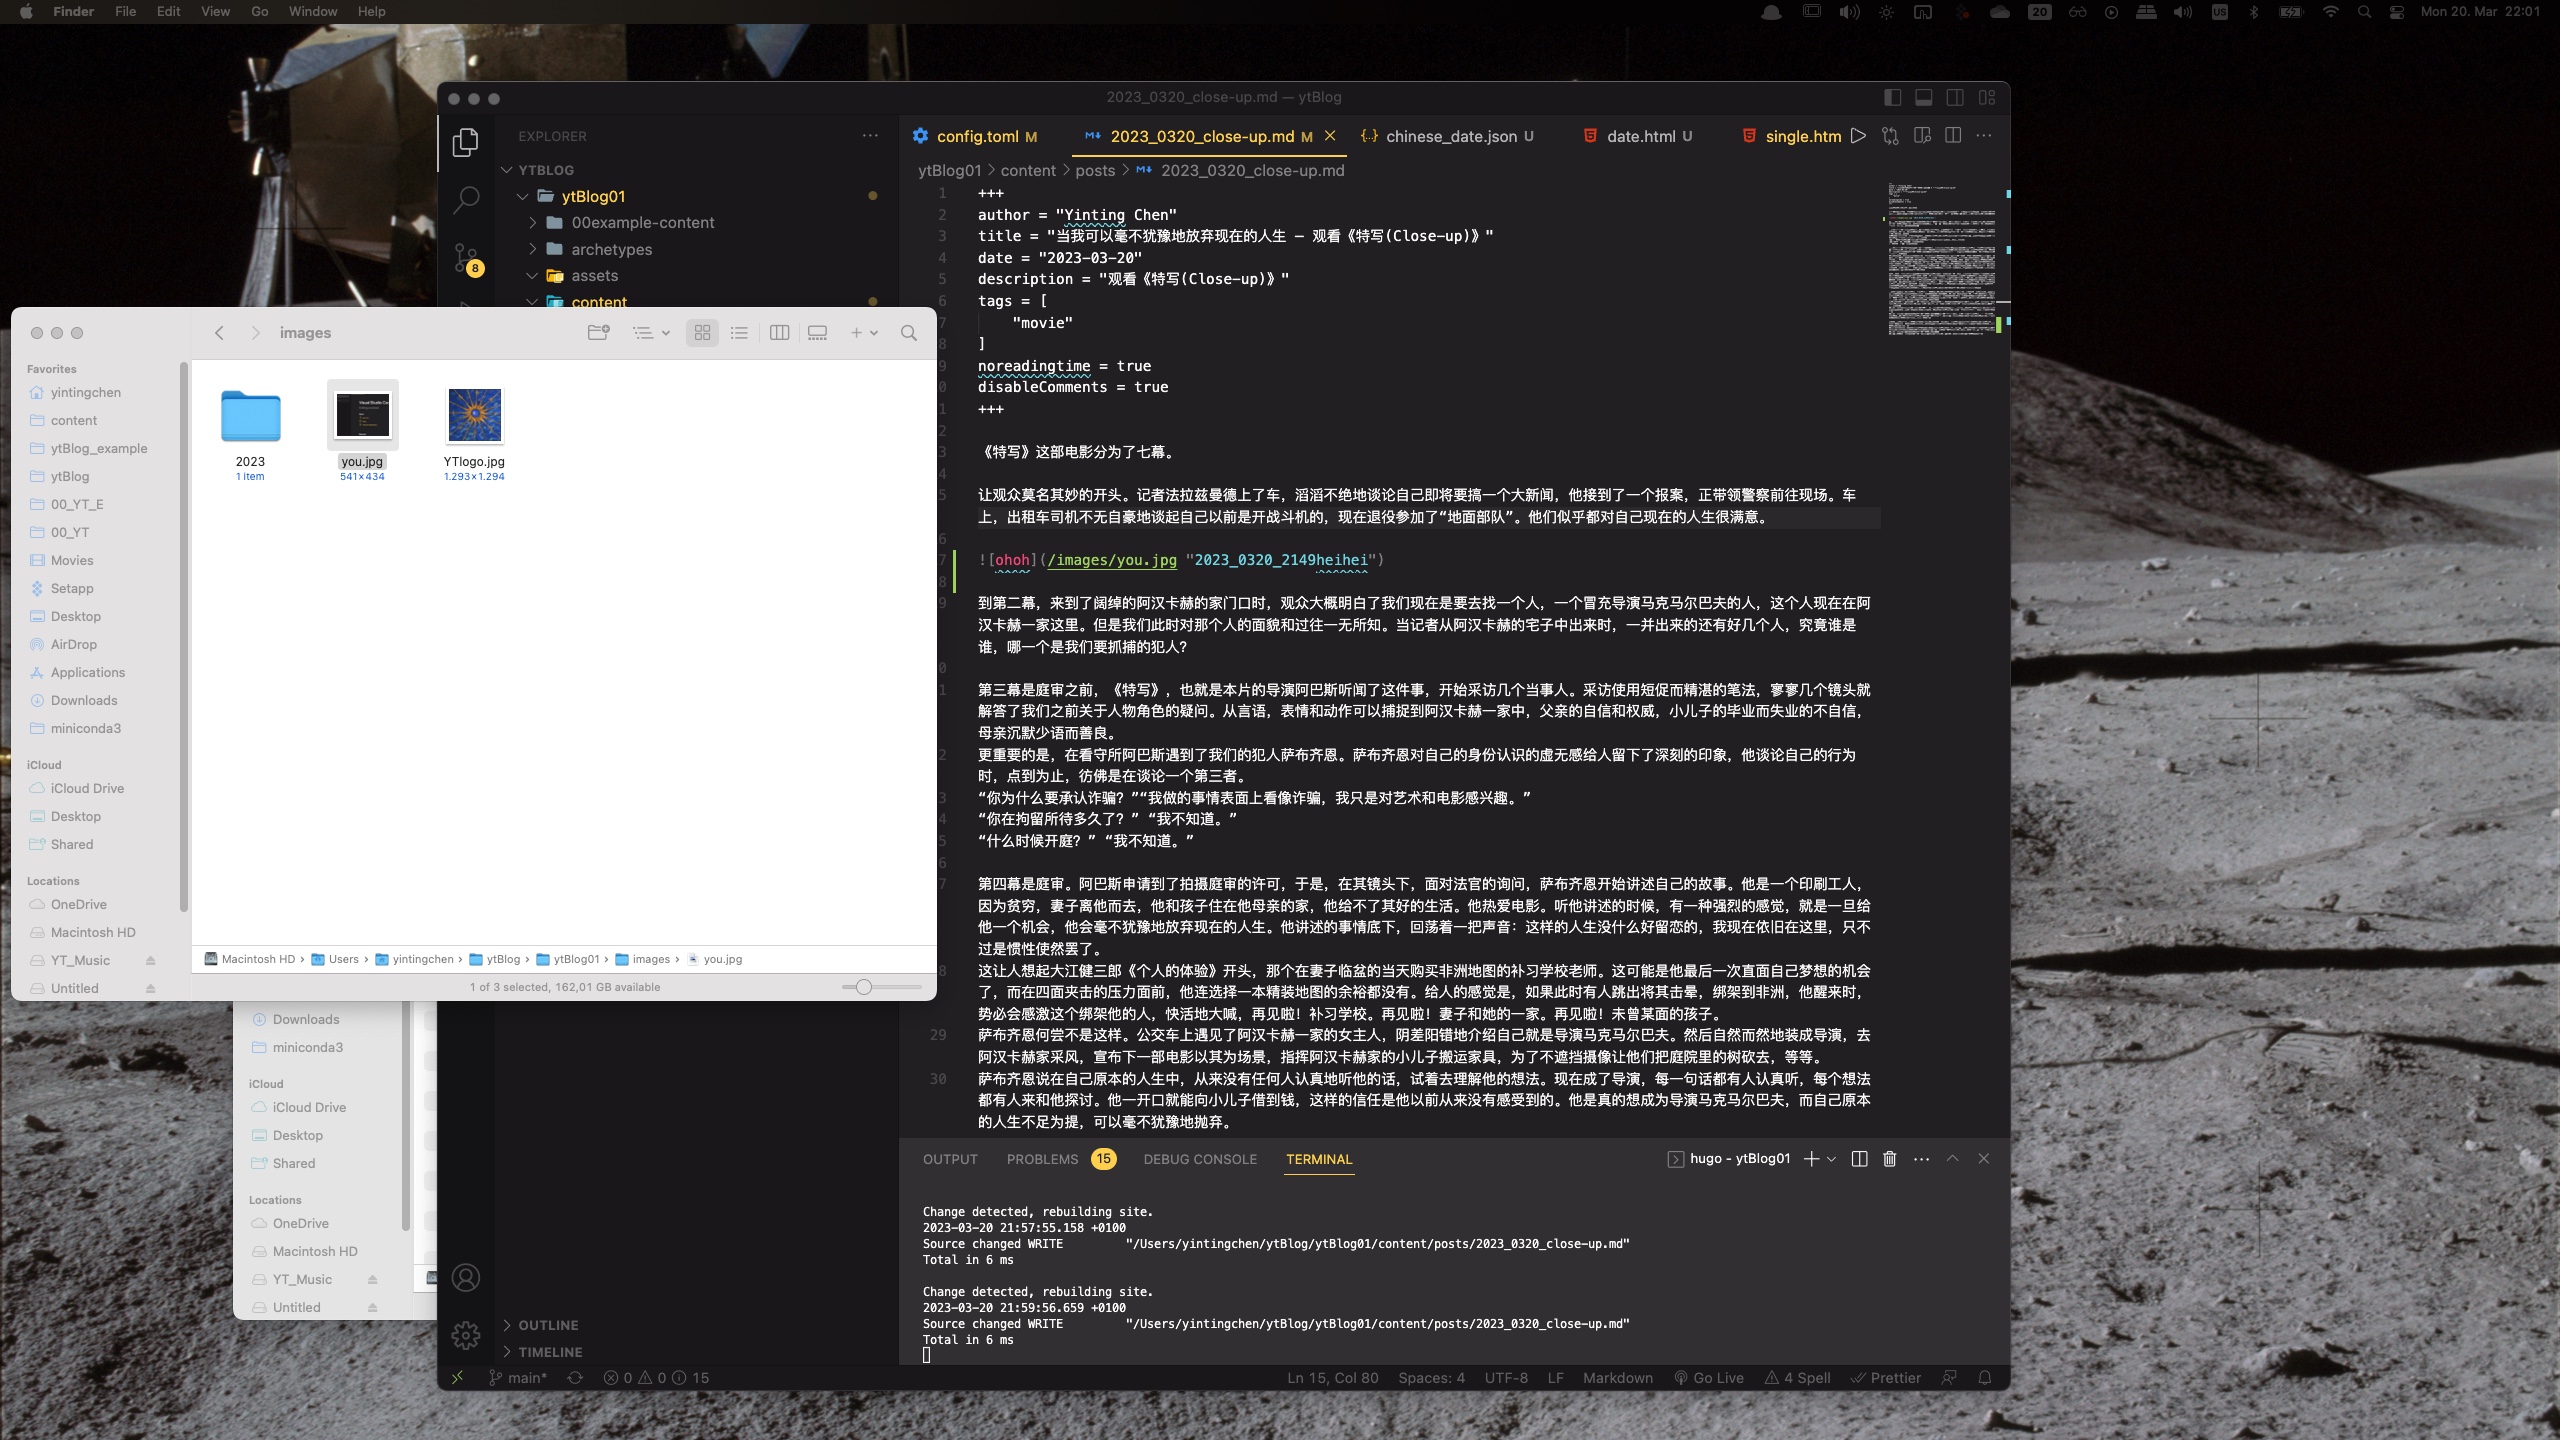 Finder File Edit View Go Window Help
20 US Mon 20. Mar 22:01
2023_0320_close-up.md — ytBlog
EXPLORER
YTBLOG
ytBlog01
00example-content
archetypes
assets
content
8
config.toml M
2023_0320_close-up.md M
chinese_date.json U
date.html U
single.htm
ytBlog01 > content > posts > 2023_0320_close-up.md
1 +++
2 author = "Yinting Chen"
3 title = "当我可以毫不犹豫地放弃现在的人生 — 观看《特写(Close-up)》"
4 date = "2023-03-20"
5 description = "观看《特写(Close-up)》"
6 tags = [
7 "movie"
8 ]
9 noreadingtime = true
0 disableComments = true
1 +++
2
3 《特写》这部电影分为了七幕。
4
5 让观众莫名其妙的开头。记者法拉兹曼德上了车，滔滔不绝地谈论自己即将要搞一个大新闻，他接到了一个报案，正带领警察前往现场。车
上，出租车司机不无自豪地谈起自己以前是开战斗机的，现在退役参加了“地面部队”。他们似乎都对自己现在的人生很满意。
6
7 ![ohoh](/images/you.jpg "2023_0320_2149heihei")
8
9 到第二幕，来到了阔绰的阿汉卡赫的家门口时，观众大概明白了我们现在是要去找一个人，一个冒充导演马克马尔巴夫的人，这个人现在在阿
汉卡赫一家这里。但是我们此时对那个人的面貌和过往一无所知。当记者从阿汉卡赫的宅子中出来时，一并出来的还有好几个人，究竟谁是
谁，哪一个是我们要抓捕的犯人？
0
1 第三幕是庭审之前，《特写》，也就是本片的导演阿巴斯听闻了这件事，开始采访几个当事人。采访使用短促而精湛的笔法，寥寥几个镜头就
解答了我们之前关于人物角色的疑问。从言语，表情和动作可以捕捉到阿汉卡赫一家中，父亲的自信和权威，小儿子的毕业而失业的不自信，
母亲沉默少语而善良。
2 更重要的是，在看守所阿巴斯遇到了我们的犯人萨布齐恩。萨布齐恩对自己的身份认识的虚无感给人留下了深刻的印象，他谈论自己的行为
时，点到为止，彷佛是在谈论一个第三者。
3 “你为什么要承认诈骗？”“我做的事情表面上看像诈骗，我只是对艺术和电影感兴趣。”
4 “你在拘留所待多久了？” “我不知道。”
5 “什么时候开庭？” “我不知道。”
6
7 第四幕是庭审。阿巴斯申请到了拍摄庭审的许可，于是，在其镜头下，面对法官的询问，萨布齐恩开始讲述自己的故事。他是一个印刷工人，
因为贫穷，妻子离他而去，他和孩子住在他母亲的家，他给不了其好的生活。他热爱电影。听他讲述的时候，有一种强烈的感觉，就是一旦给
他一个机会，他会毫不犹豫地放弃现在的人生。他讲述的事情底下，回荡着一把声音：这样的人生没什么好留恋的，我现在依旧在这里，只不
过是惯性使然罢了。
8 这让人想起大江健三郎《个人的体验》开头，那个在妻子临盆的当天购买非洲地图的补习学校老师。这可能是他最后一次直面自己梦想的机会
了，而在四面夹击的压力面前，他连选择一本精装地图的余裕都没有。给人的感觉是，如果此时有人跳出将其击晕，绑架到非洲，他醒来时，
势必会感激这个绑架他的人，快活地大喊，再见啦！补习学校。再见啦！妻子和她的一家。再见啦！未曾某面的孩子。
29 萨布齐恩何尝不是这样。公交车上遇见了阿汉卡赫一家的女主人，阴差阳错地介绍自己就是导演马克马尔巴夫。然后自然而然地装成导演，去
阿汉卡赫家采风，宣布下一部电影以其为场景，指挥阿汉卡赫家的小儿子搬运家具，为了不遮挡摄像让他们把庭院里的树砍去，等等。
30 萨布齐恩说在自己原本的人生中，从来没有任何人认真地听他的话，试着去理解他的想法。现在成了导演，每一句话都有人认真听，每个想法
都有人来和他探讨。他一开口就能向小儿子借到钱，这样的信任是他以前从来没有感受到的。他是真的想成为导演马克马尔巴夫，而自己原本
的人生不足为提，可以毫不犹豫地抛弃。
images
Favorites
yintingchen
content
ytBlog_example
ytBlog
00_YT_E
00_YT
Movies
Setapp
Desktop
AirDrop
Applications
Downloads
miniconda3
iCloud
iCloud Drive
Desktop
Shared
Locations
OneDrive
Macintosh HD
YT_Music
Untitled
2023
1 item
you.jpg
541×434
YTlogo.jpg
1.293×1.294
Macintosh HD › Users › yintingchen › ytBlog › ytBlog01 › images › you.jpg
1 of 3 selected, 162,01 GB available
Downloads
miniconda3
iCloud
iCloud Drive
Desktop
Shared
Locations
OneDrive
Macintosh HD
YT_Music
Untitled
OUTPUT PROBLEMS 15 DEBUG CONSOLE TERMINAL
hugo - ytBlog01
Change detected, rebuilding site.
2023-03-20 21:57:55.158 +0100
Source changed WRITE "/Users/yintingchen/ytBlog/ytBlog01/content/posts/2023_0320_close-up.md"
Total in 6 ms
Change detected, rebuilding site.
2023-03-20 21:59:56.659 +0100
Source changed WRITE "/Users/yintingchen/ytBlog/ytBlog01/content/posts/2023_0320_close-up.md"
Total in 6 ms
OUTLINE
TIMELINE
main* 0 0 15
Ln 15, Col 80 Spaces: 4 UTF-8 LF Markdown Go Live 4 Spell Prettier